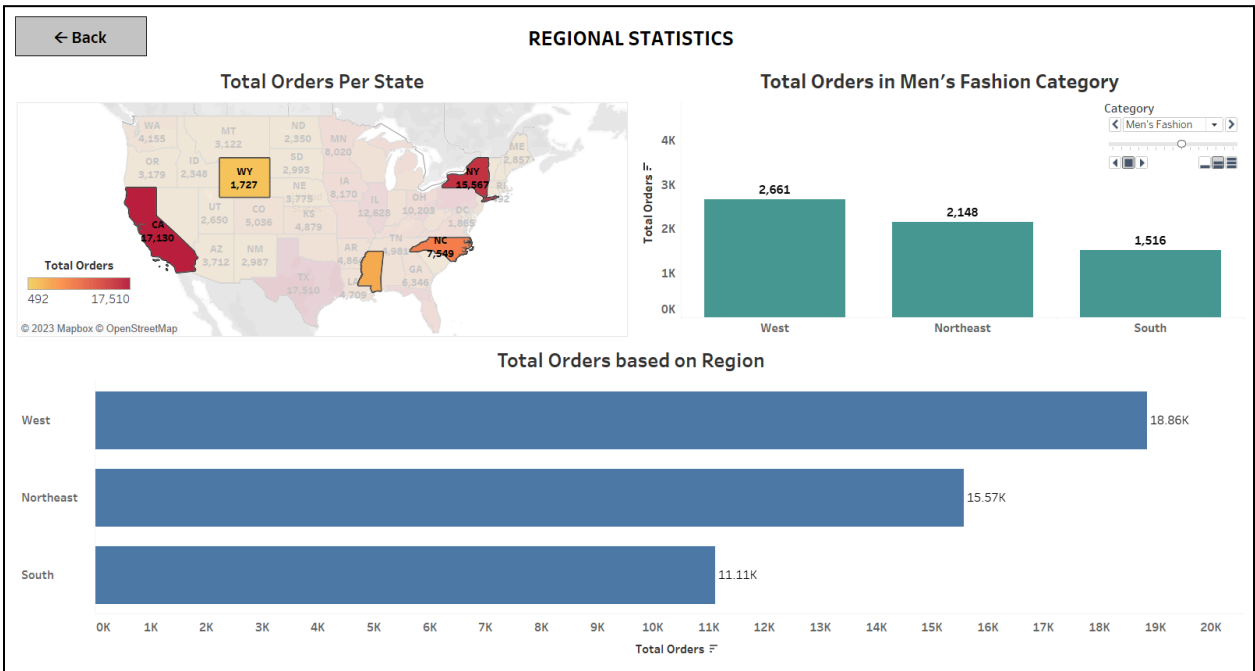 ← Back
REGIONAL STATISTICS
Total Orders Per State
WA
4,155
MT
3,122
ND
2,350
MN
8,020
ME
2,857
OR
3,179
ID
2,348
WY
1,727
SD
2,993
NY
15,567
NE
3,775
IA
8,170
RI
492
UT
2,650
CO
5,036
KS
4,879
IL
12,628
OH
10,203
DC
1,865
CA
17,130
AZ
3,712
NM
2,987
AR
TN
NC
7,549
TX
17,510
LA
4,709
GA
6,346
Total Orders
492 17,510
© 2023 Mapbox © OpenStreetMap
Total Orders in Men's Fashion Category
Category
Men's Fashion
Total Orders
4K
3K
2K
1K
0K
2,661
2,148
1,516
West Northeast South
Total Orders based on Region
West
18.86K
Northeast
15.57K
South
11.11K
0K 1K 2K 3K 4K 5K 6K 7K 8K 9K 10K 11K 12K 13K 14K 15K 16K 17K 18K 19K 20K
Total Orders